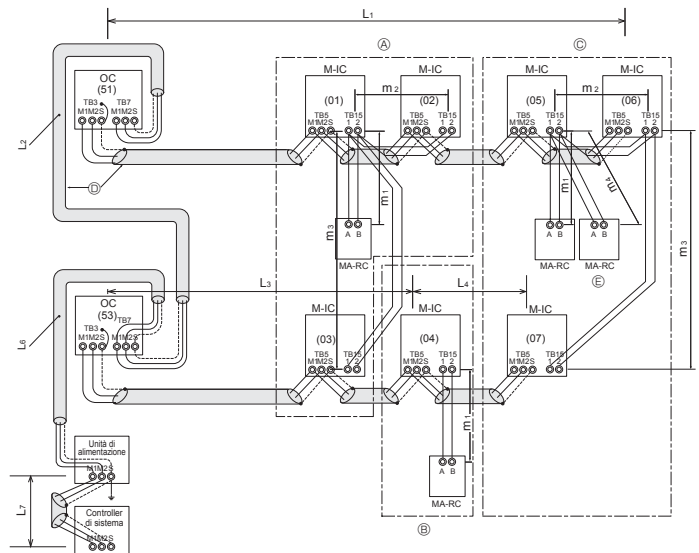 L1
Ⓐ
Ⓒ
M-IC
M-IC
M-IC
M-IC
OC
(51)
TB3
TB7
M1M2S
M1M2S
(01)
TB5
M1M2S
TB15
1 2
m2
(02)
TB5
M1M2S
TB15
1 2
(05)
TB5
M1M2S
TB15
1 2
m2
(06)
TB5
M1M2S
TB15
1 2
L2
Ⓓ
m1
m3
A B
MA-RC
m1
m4
A B
MA-RC
A B
Ⓔ
MA-RC
m3
L3
L4
OC
(53)
TB3
TB7
M1M2S
M1M2S
M-IC
(03)
TB5
M1M2S
TB15
1 2
M-IC
(04)
TB5
M1M2S
TB15
1 2
M-IC
(07)
TB5
M1M2S
TB15
1 2
L6
m1
A B
MA-RC
Ⓑ
Unità di
alimentazione
M1M2S
L7
Controller
di sistema
M1M2S